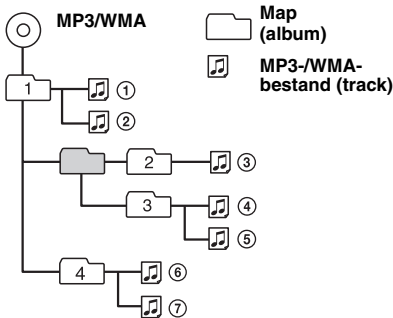 MP3/WMA
Map
(album)
MP3-/WMA-
bestand (track)
1
①
②
2
③
3
④
⑤
4
⑥
⑦